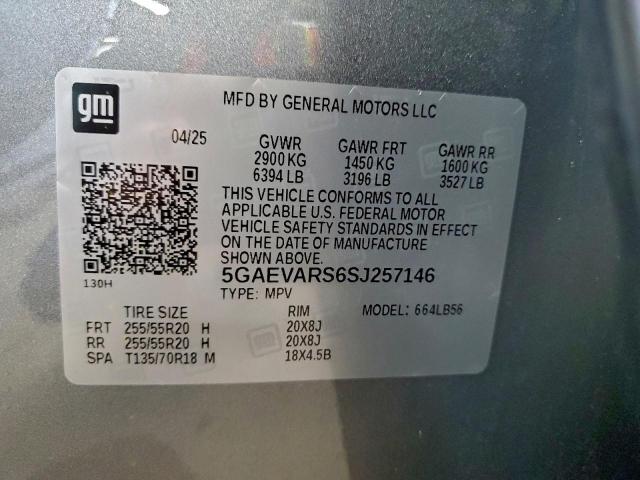 gm
MFD BY GENERAL MOTORS LLC
04/25 GVWR GAWR FRT GAWR RR
2900 KG 1450 KG 1600 KG
6394 LB 3196 LB 3527 LB
THIS VEHICLE CONFORMS TO ALL
APPLICABLE U.S. FEDERAL MOTOR
VEHICLE SAFETY STANDARDS IN EFFECT
ON THE DATE OF MANUFACTURE
SHOWN ABOVE.
130H
5GAEVARS6SJ257146
TYPE: MPV MODEL: 664LB56
TIRE SIZE RIM
FRT 255/55R20 H 20X8J
RR 255/55R20 H 20X8J
SPA T135/70R18 M 18X4.5B